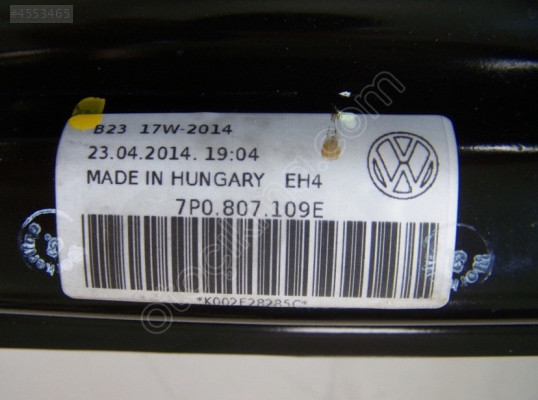 #4553465
B23 17W-2014
23.04.2014. 19:04
MADE IN HUNGARY EH4
7P0.807.109E
*K002E28285C*